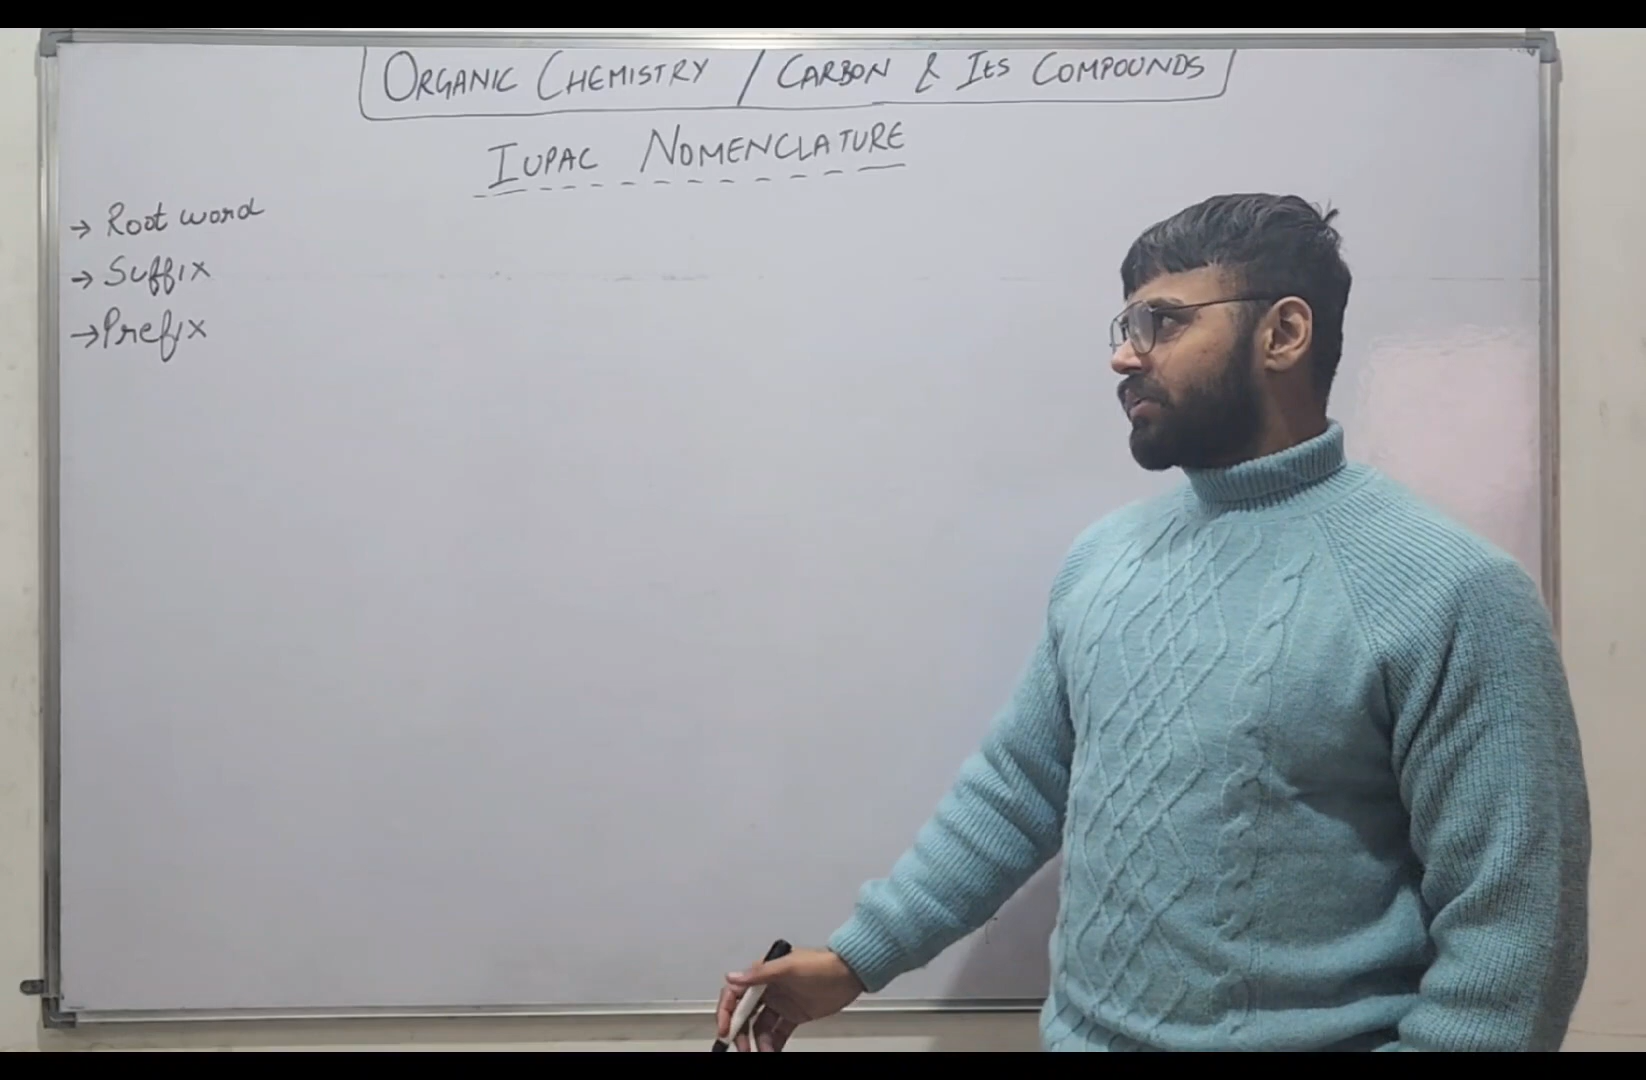 ORGANIC CHEMISTRY / CARBON & ITS COMPOUNDS
IUPAC NOMENCLATURE
→ Root word
→ Suffix
→ Prefix